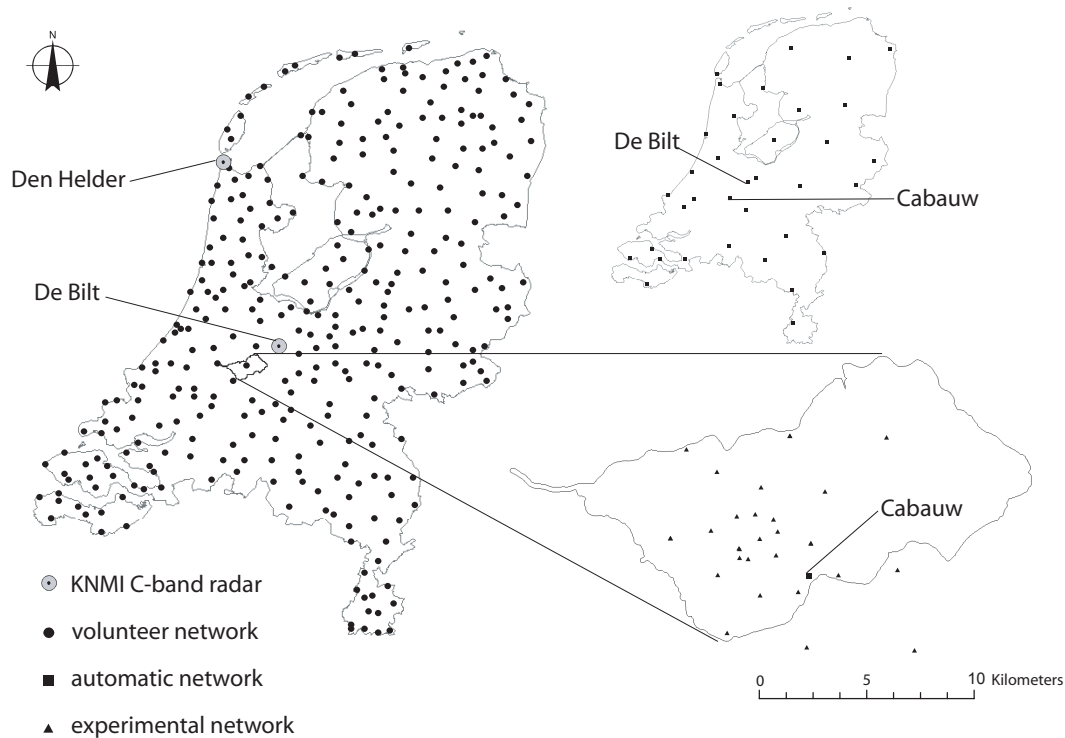 N
Den Helder
De Bilt
De Bilt
Cabauw
Cabauw
KNMI C-band radar
volunteer network
automatic network
experimental network
0 5 10 Kilometers